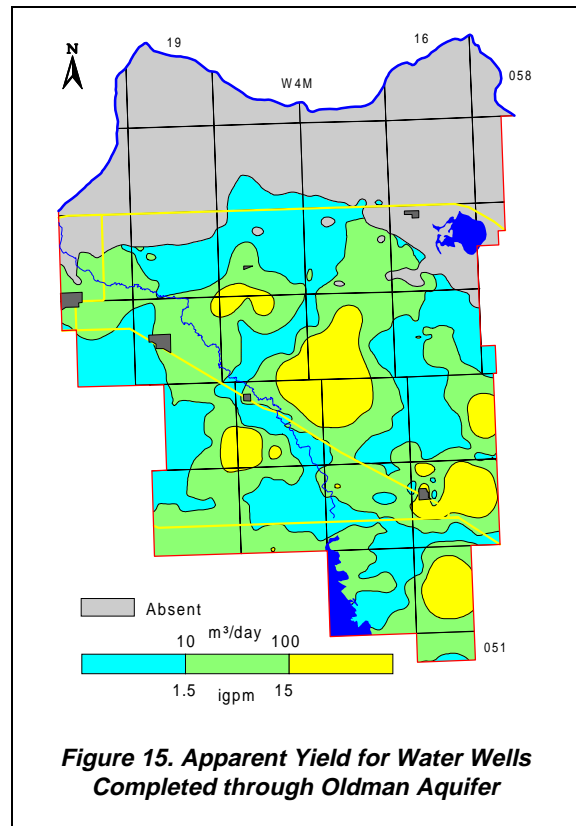 19
16
N
W4M
058
Absent
10 m³/day 100
1.5 igpm 15
051
Figure 15. Apparent Yield for Water Wells
Completed through Oldman Aquifer